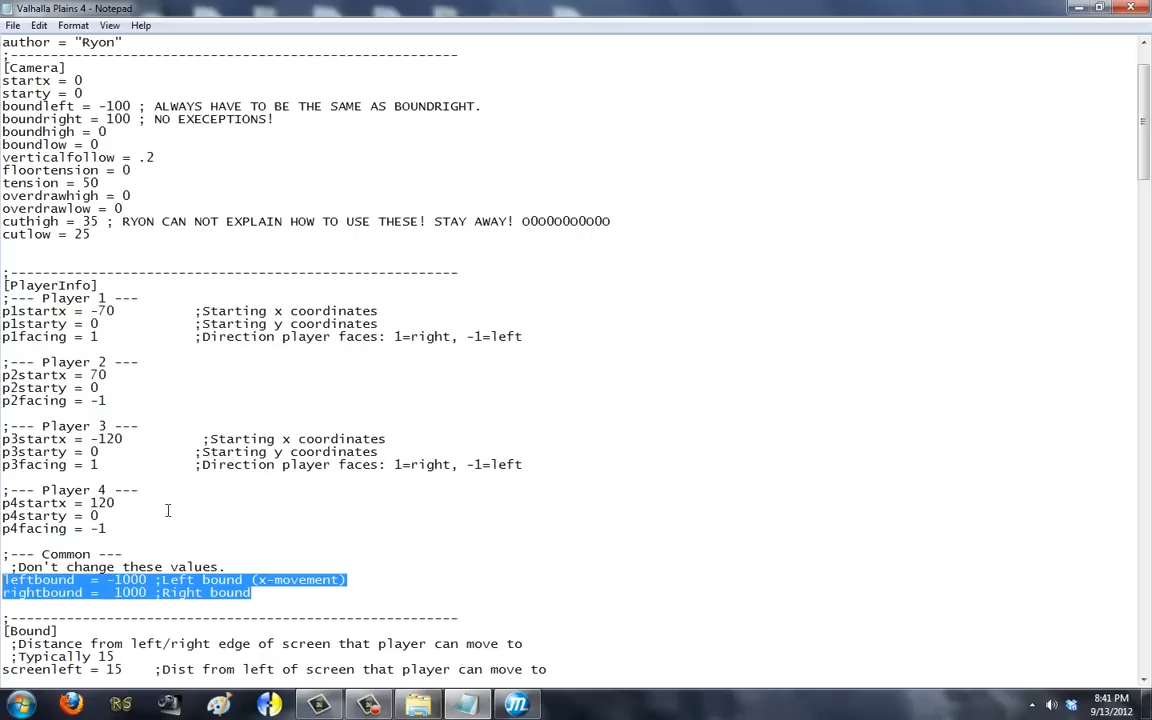 Valhalla Plains 4 - Notepad
File Edit Format View Help
author = "Ryon"
;--------------------------------------------------------
[Camera]
startx = 0
starty = 0
boundleft = -100 ; ALWAYS HAVE TO BE THE SAME AS BOUNDRIGHT.
boundright = 100 ; NO EXECEPTIONS!
boundhigh = 0
boundlow = 0
verticalfollow = .2
floortension = 0
tension = 50
overdrawhigh = 0
overdrawlow = 0
cuthigh = 35 ; RYON CAN NOT EXPLAIN HOW TO USE THESE! STAY AWAY! oOoOoOoOoOo
cutlow = 25
;--------------------------------------------------------
[PlayerInfo]
;--- Player 1 ---
p1startx = -70 ;Starting x coordinates
p1starty = 0 ;Starting y coordinates
p1facing = 1 ;Direction player faces: 1=right, -1=left
;--- Player 2 ---
p2startx = 70
p2starty = 0
p2facing = -1
;--- Player 3 ---
p3startx = -120 ;Starting x coordinates
p3starty = 0 ;Starting y coordinates
p3facing = 1 ;Direction player faces: 1=right, -1=left
;--- Player 4 ---
p4startx = 120
p4starty = 0
p4facing = -1
;--- Common ---
;Don't change these values.
leftbound = -1000 ;Left bound (x-movement)
rightbound = 1000 ;Right bound
;--------------------------------------------------------
[Bound]
;Distance from left/right edge of screen that player can move to
;Typically 15
screenleft = 15 ;Dist from left of screen that player can move to
RS
8:41 PM
9/13/2012